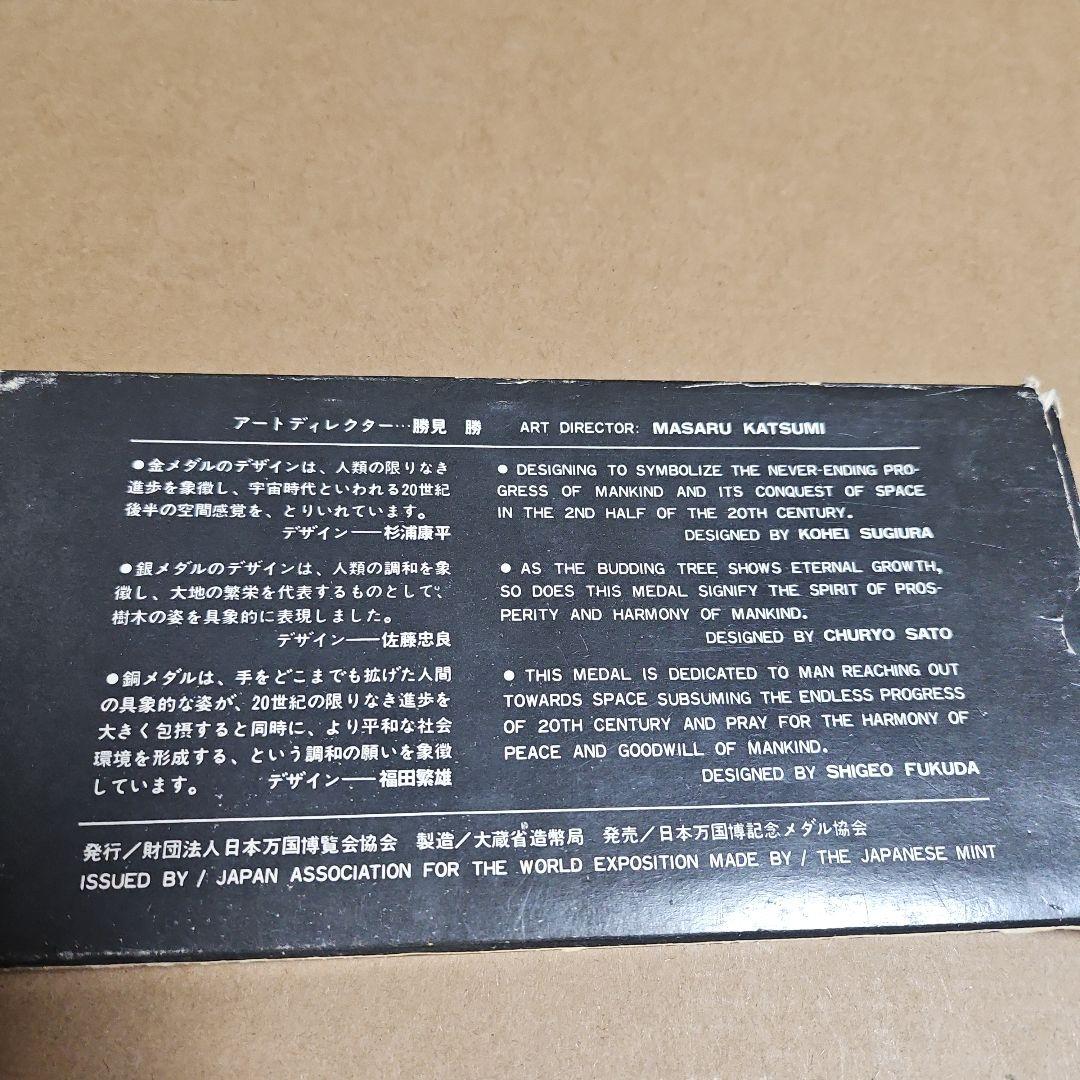 アートディレクター…勝見　勝　ART DIRECTOR: MASARU KATSUMI
●金メダルのデザインは、人類の限りなき
進歩を象徴し、宇宙時代といわれる20世紀
後半の空間感覚を、とりいれています。
デザイン——杉浦康平
● DESIGNING TO SYMBOLIZE THE NEVER-ENDING PRO-
GRESS OF MANKIND AND ITS CONQUEST OF SPACE
IN THE 2ND HALF OF THE 20TH CENTURY.
DESIGNED BY KOHEI SUGIURA
●銀メダルのデザインは、人類の調和を象
徴し、大地の繁栄を代表するものとして、
樹木の姿を具象的に表現しました。
デザイン——佐藤忠良
● AS THE BUDDING TREE SHOWS ETERNAL GROWTH,
SO DOES THIS MEDAL SIGNIFY THE SPIRIT OF PROS-
PERITY AND HARMONY OF MANKIND.
DESIGNED BY CHURYO SATO
●銅メダルは、手をどこまでも拡げた人間
の具象的な姿が、20世紀の限りなき進歩を
大きく包摂すると同時に、より平和な社会
環境を形成する、という調和の願いを象徴
しています。　デザイン——福田繁雄
● THIS MEDAL IS DEDICATED TO MAN REACHING OUT
TOWARDS SPACE SUBSUMING THE ENDLESS PROGRESS
OF 20TH CENTURY AND PRAY FOR THE HARMONY OF
PEACE AND GOODWILL OF MANKIND.
DESIGNED BY SHIGEO FUKUDA
発行／財団法人日本万国博覧会協会　製造／大蔵省造幣局　発売／日本万国博記念メダル協会
ISSUED BY / JAPAN ASSOCIATION FOR THE WORLD EXPOSITION MADE BY / THE JAPANESE MINT